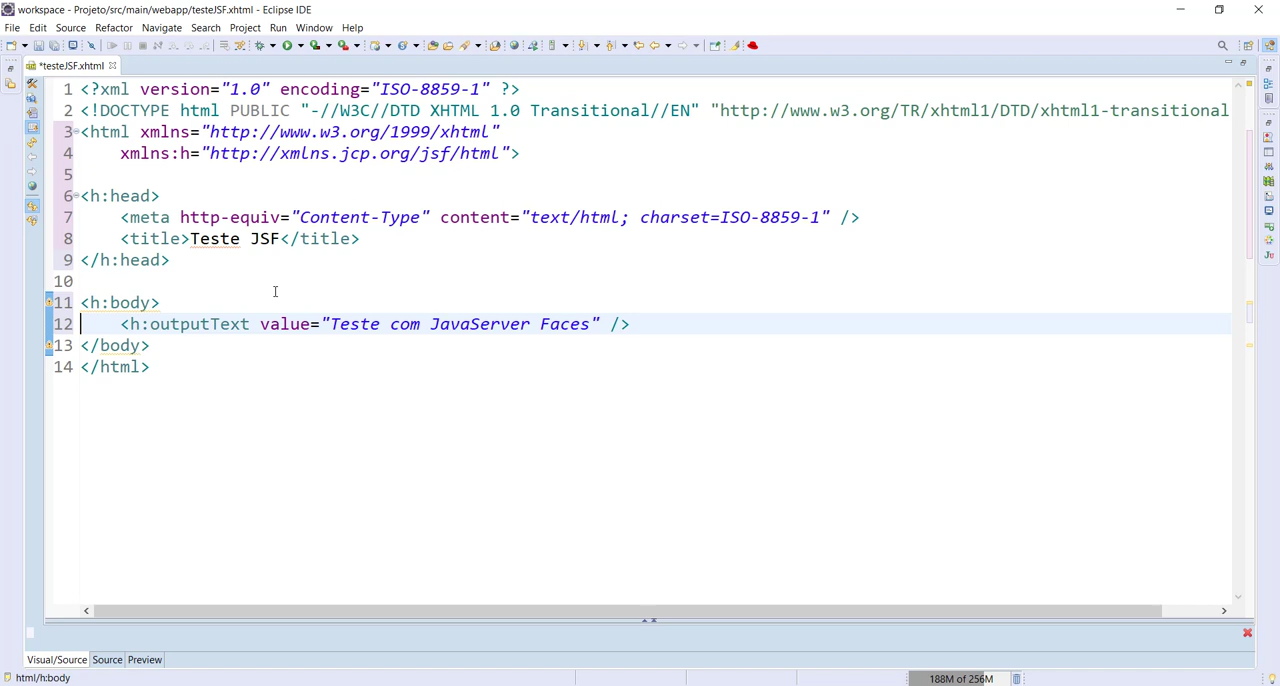 workspace - Projeto/src/main/webapp/testeJSF.xhtml - Eclipse IDE
File Edit Source Refactor Navigate Search Project Run Window Help
*testeJSF.xhtml
1 <?xml version="1.0" encoding="ISO-8859-1" ?>
2 <!DOCTYPE html PUBLIC "-//W3C//DTD XHTML 1.0 Transitional//EN" "http://www.w3.org/TR/xhtml1/DTD/xhtml1-transitional
3 <html xmlns="http://www.w3.org/1999/xhtml"
4 xmlns:h="http://xmlns.jcp.org/jsf/html">
5
6 <h:head>
7 <meta http-equiv="Content-Type" content="text/html; charset=ISO-8859-1" />
8 <title>Teste JSF</title>
9 </h:head>
10
11 <h:body>
12 <h:outputText value="Teste com JavaServer Faces" />
13 </body>
14 </html>
Visual/Source Source Preview
html/h:body 188M of 256M